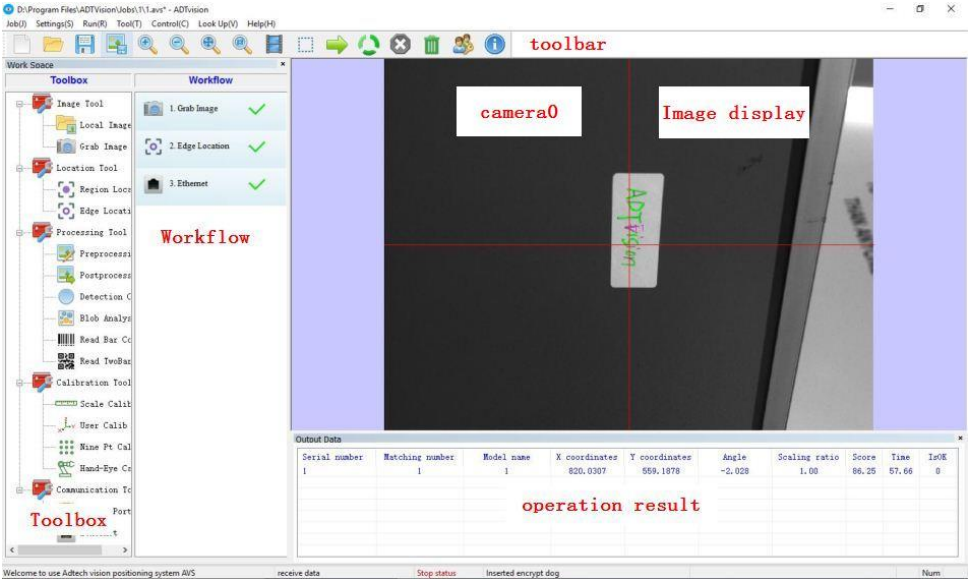 D:\Program Files\ADTVision\Jobs\1\1.avs* - ADTvision
Job(J) Settings(S) Run(R) Tool(T) Control(C) Look Up(V) Help(H)
toolbar
Work Space
Toolbox
Workflow
Image Tool
Local Image
Grab Image
Location Tool
Region Locr
Edge Locati
Processing Tool
Preprocessi
Postprocess
Detection C
Blob Analys
Read Bar Co
Read TwoBar
Calibration Tool
Scale Calib
User Calib
Nine Pt Cal
Hand-Eye Cr
Communication To
Port
Toolbox
1. Grab Image
2. Edge Location
3. Ethernet
Workflow
camera0
Image display
ADTVision
Outout Data
Serial number Matching number Model name X coordinates Y coordinates Angle Scaling ratio Score Time IsOK
1 1 1 820.0307 559.1878 -2.028 1.00 86.25 57.66 0
operation result
Welcome to use Adtech vision positioning system AVS receive data Stop status Inserted encrypt dog Num